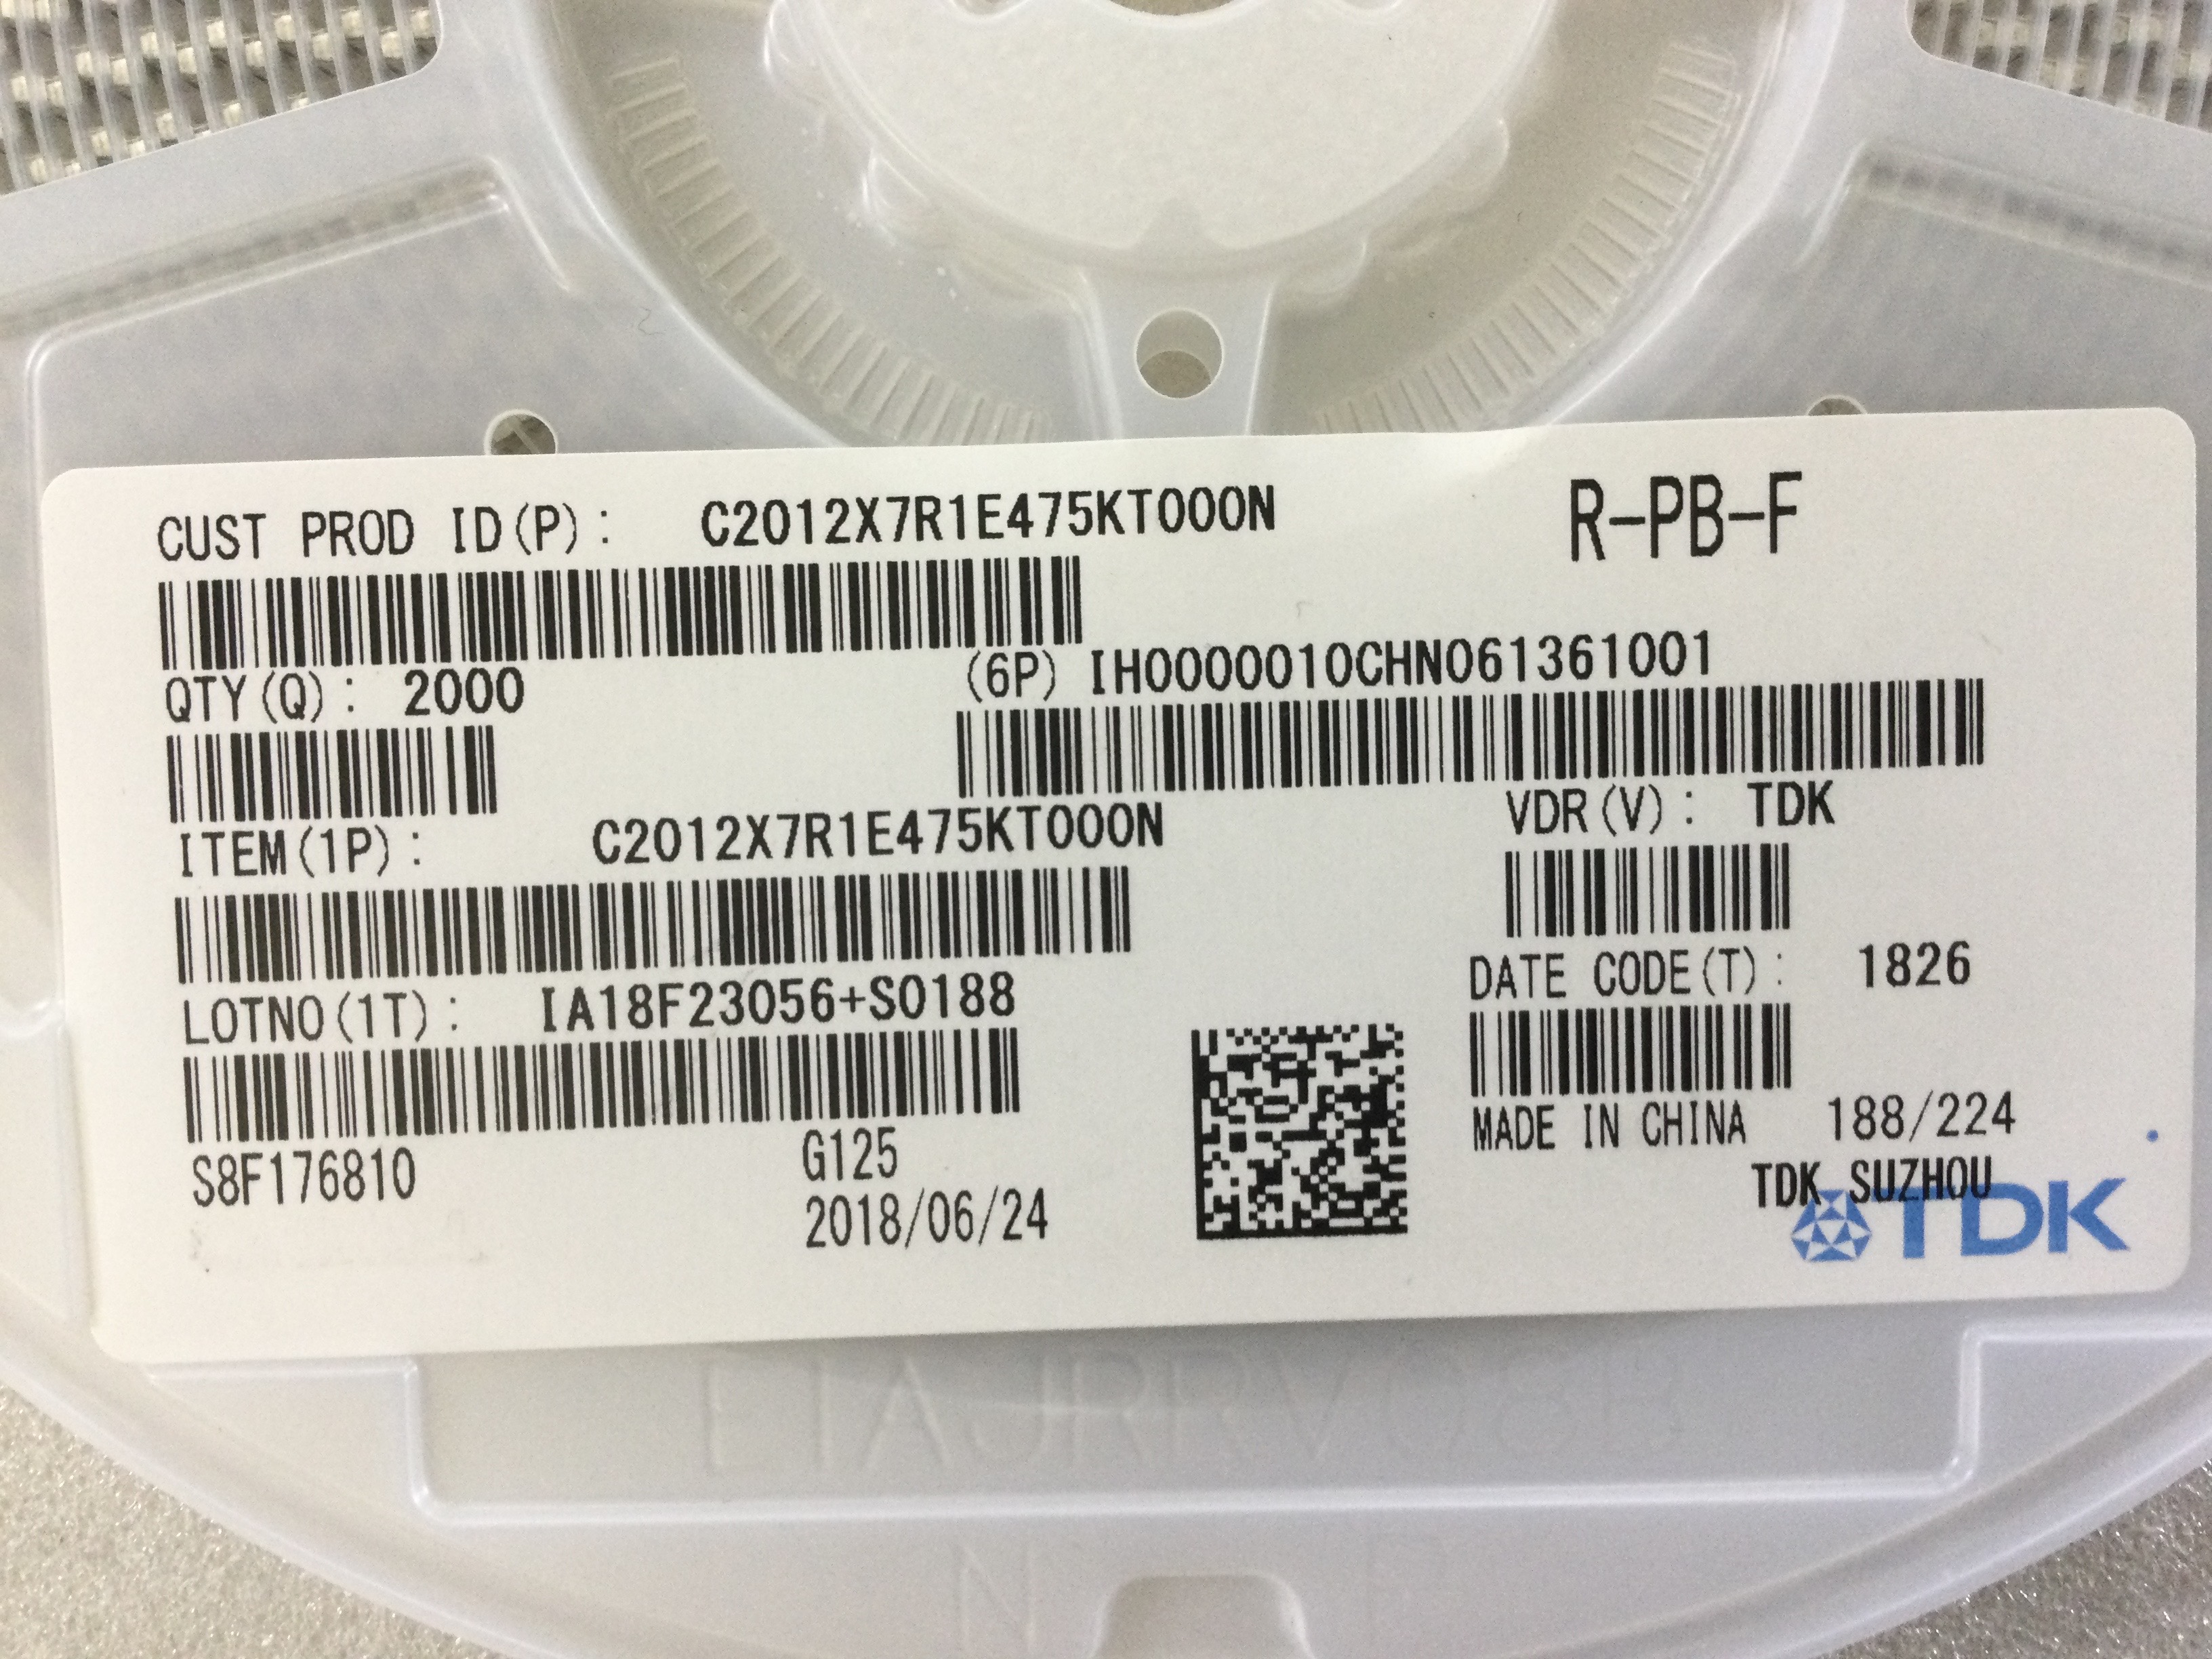 CUST PROD ID(P): C2012X7R1E475KT000N
R-PB-F
QTY(Q): 2000
(6P) IH0000010CHN061361001
ITEM(1P): C2012X7R1E475KT000N
VDR(V): TDK
LOTNO(1T): IA18F23056+S0188
DATE CODE(T): 1826
MADE IN CHINA 188/224
S8F176810
G125
2018/06/24
TDK SUZHOU
TDK
EIAJRRV08B